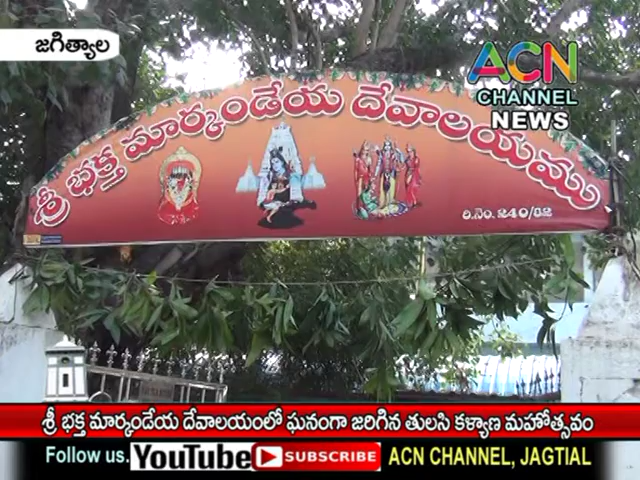 జగిత్యాల
ACN
CHANNEL
NEWS
శ్రీ భక్త మార్కండేయ దేవాలయము
రి.నెం. 240/82
శ్రీ భక్త మార్కండేయ దేవాలయంలో ఘనంగా జరిగిన తులసి కళ్యాణ మహోత్సవం
Follow us. YouTube SUBSCRIBE ACN CHANNEL, JAGTIAL